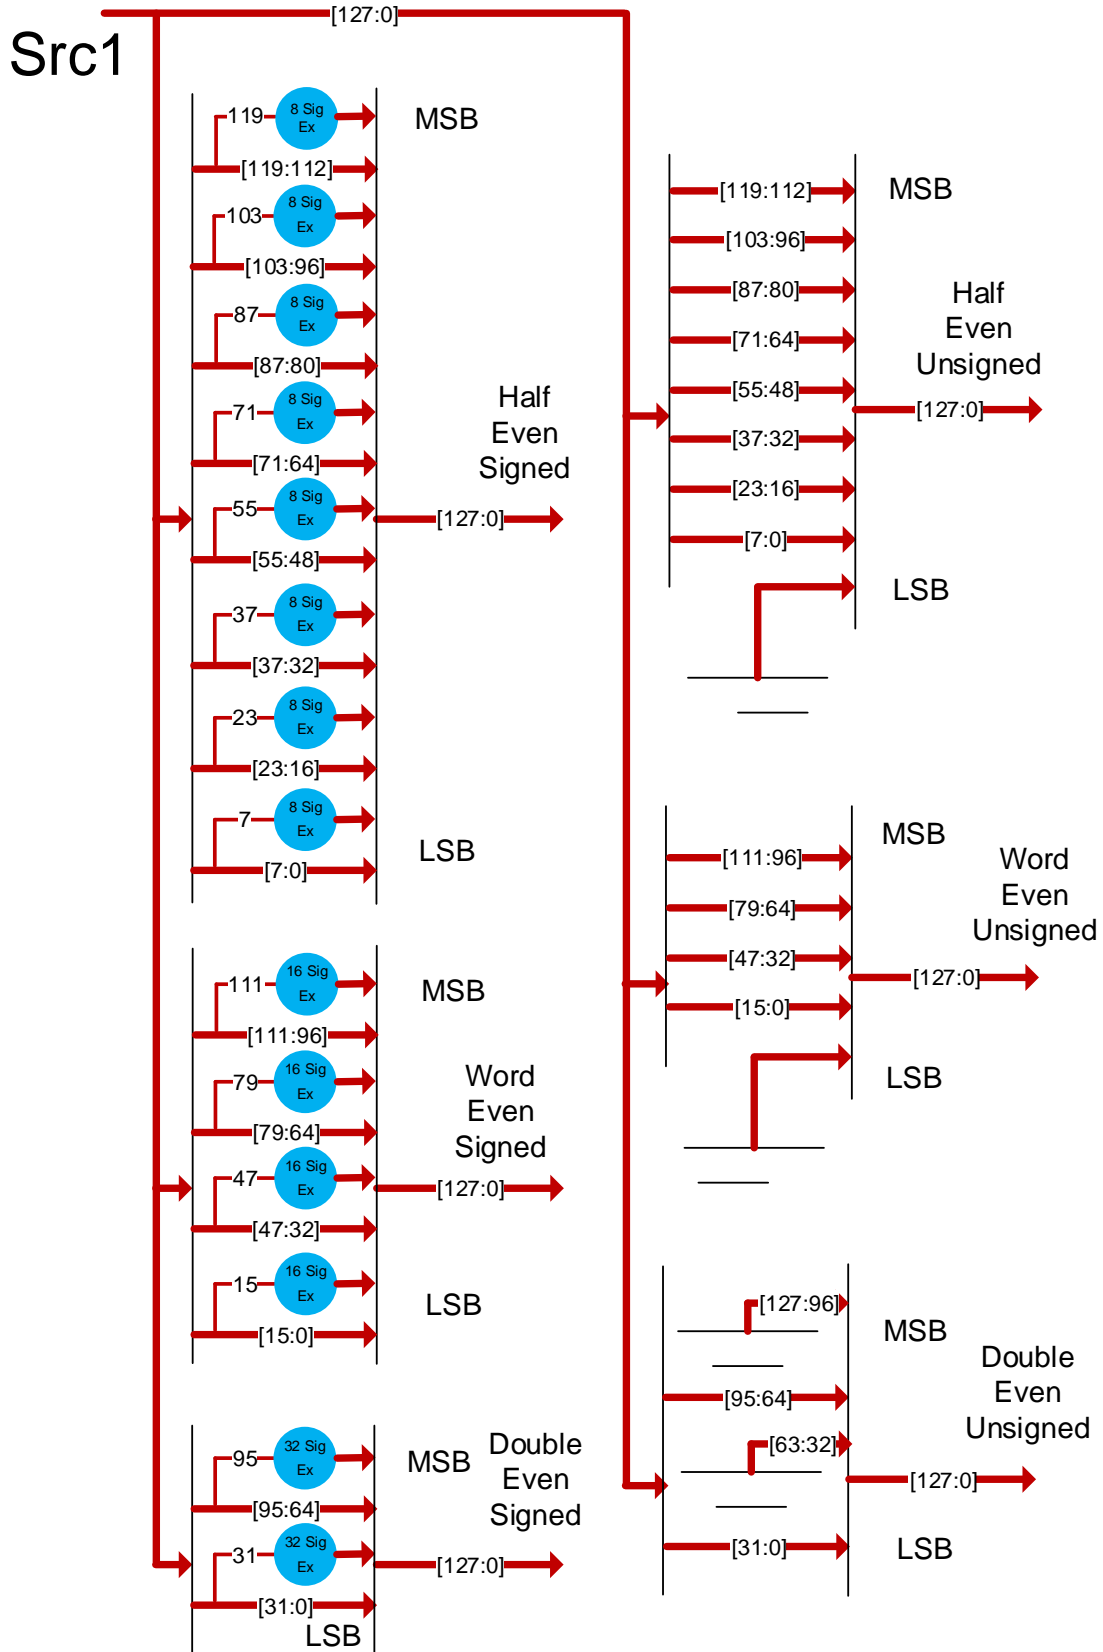 [127:0]
Src1
119
8 Sig
Ex
MSB
[119:112]
103
8 Sig
Ex
[103:96]
87
8 Sig
Ex
[87:80]
71
8 Sig
Ex
[71:64]
Half
Even
Signed
55
8 Sig
Ex
[127:0]
[55:48]
37
8 Sig
Ex
[37:32]
23
8 Sig
Ex
[23:16]
7
8 Sig
Ex
LSB
[7:0]
111
16 Sig
Ex
MSB
[111:96]
79
16 Sig
Ex
[79:64]
Word
Even
Signed
47
16 Sig
Ex
[127:0]
[47:32]
15
16 Sig
Ex
LSB
[15:0]
95
32 Sig
Ex
MSB
[95:64]
Double
Even
Signed
31
32 Sig
Ex
[127:0]
[31:0]
LSB
[119:112]
MSB
[103:96]
[87:80]
[71:64]
[55:48]
[37:32]
[23:16]
[7:0]
Half
Even
Unsigned
[127:0]
LSB
MSB
[111:96]
[79:64]
[47:32]
[15:0]
Word
Even
Unsigned
[127:0]
LSB
[127:96]
MSB
[95:64]
[63:32]
[31:0]
Double
Even
Unsigned
[127:0]
LSB